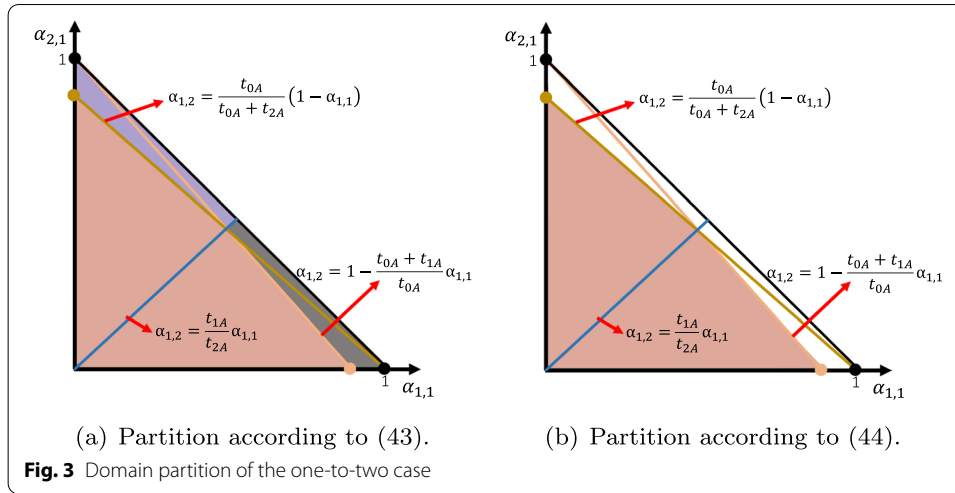 α₂,₁
1
α₁,₂ = t₀A / (t₀A + t₂A) (1 − α₁,₁)
α₁,₂ = 1 − (t₀A + t₁A) / t₀A α₁,₁
α₁,₂ = t₁A / t₂A α₁,₁
1
α₁,₁
(a) Partition according to (43).
α₂,₁
1
α₁,₂ = t₀A / (t₀A + t₂A) (1 − α₁,₁)
α₁,₂ = 1 − (t₀A + t₁A) / t₀A α₁,₁
α₁,₂ = t₁A / t₂A α₁,₁
1
α₁,₁
(b) Partition according to (44).
Fig. 3 Domain partition of the one-to-two case